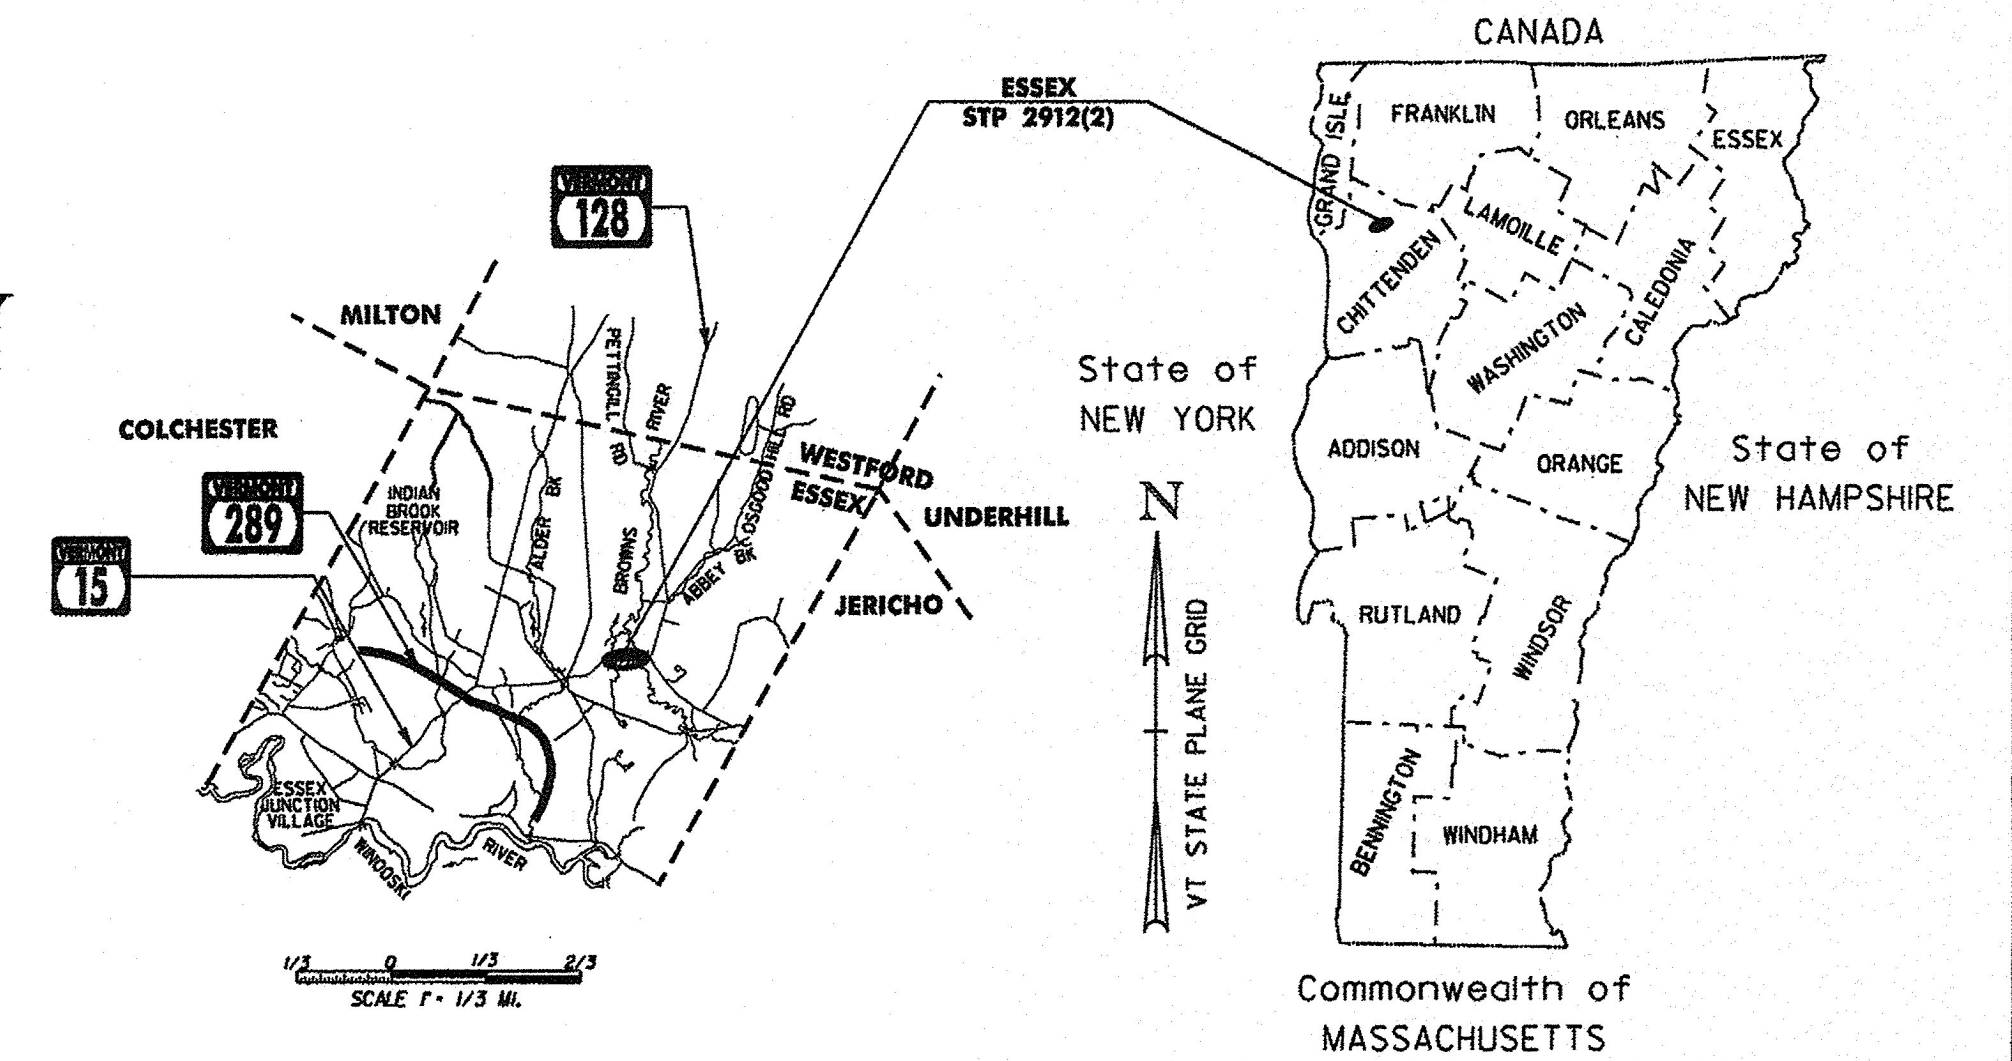 CANADA
ESSEX
STP 2912(2)
VERMONT
128
MILTON
COLCHESTER
VERMONT
289
VERMONT
15
PETTINGILL RD
RIVER
BROWNS
OSGOOD HILL RD
WESTFORD
ESSEX
UNDERHILL
JERICHO
INDIAN
BROOK
RESERVOIR
ALDER BK
ABBEY BK
ESSEX
JUNCTION
VILLAGE
WINOOSKI
RIVER
1/3 0 1/3 2/3
SCALE 1" = 1/3 MI.
N
VT STATE PLANE GRID
State of
NEW YORK
GRAND ISLE
FRANKLIN
ORLEANS
ESSEX
LAMOILLE
CHITTENDEN
CALEDONIA
WASHINGTON
ADDISON
ORANGE
State of
NEW HAMPSHIRE
RUTLAND
WINDSOR
BENNINGTON
WINDHAM
Commonwealth of
MASSACHUSETTS